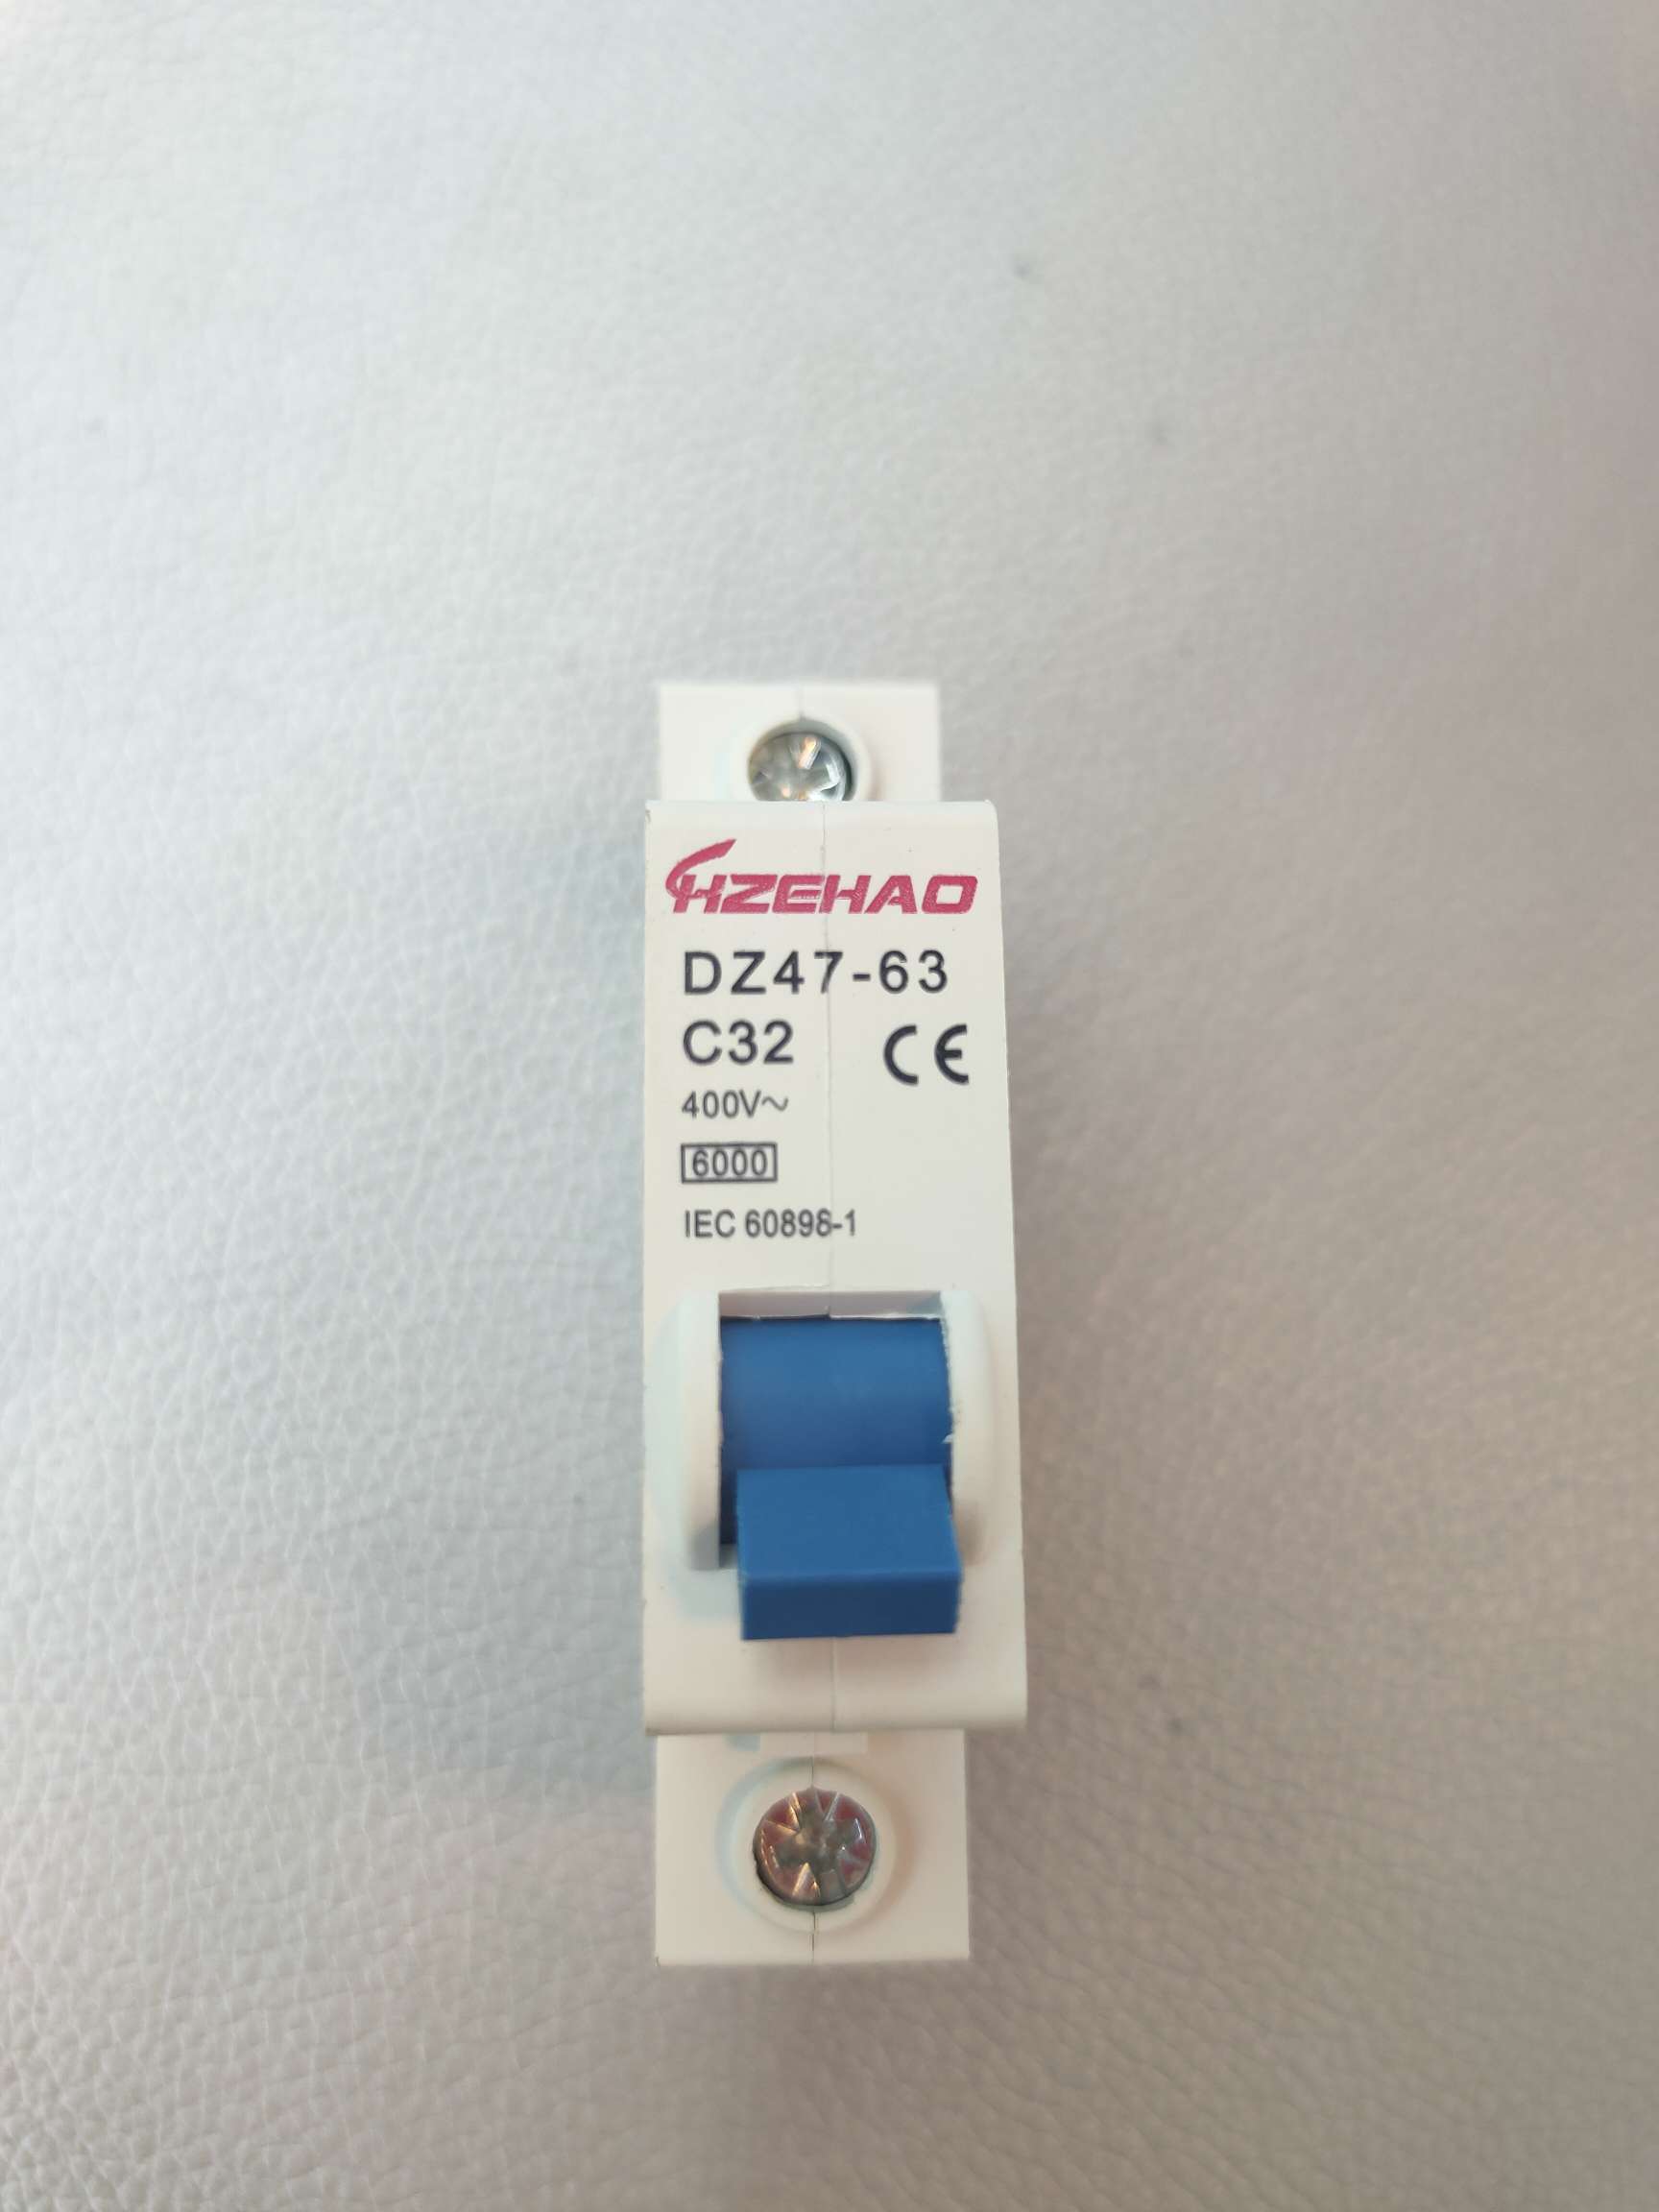 HZEHAO
DZ47-63
C32 CE
400V~
6000
IEC 60898-1